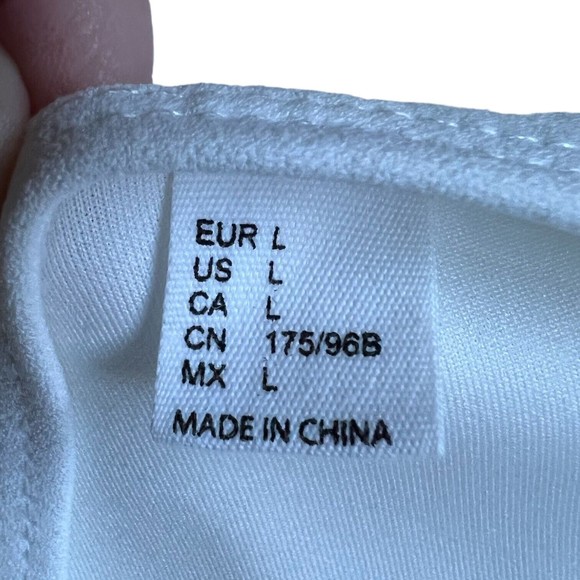 EUR L
US L
CA L
CN 175/96B
MX L
MADE IN CHINA